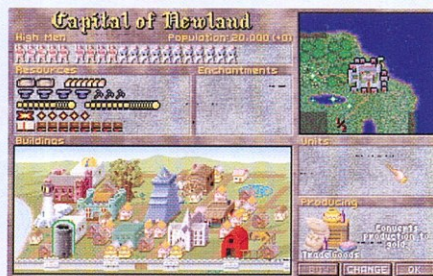 Capital of Newland
High Men Population 20,000 (+0)
Resources Enchantments
Buildings
Units
Producing
Trade Goods
Converts
production to
gold
BUY CHANGE OK